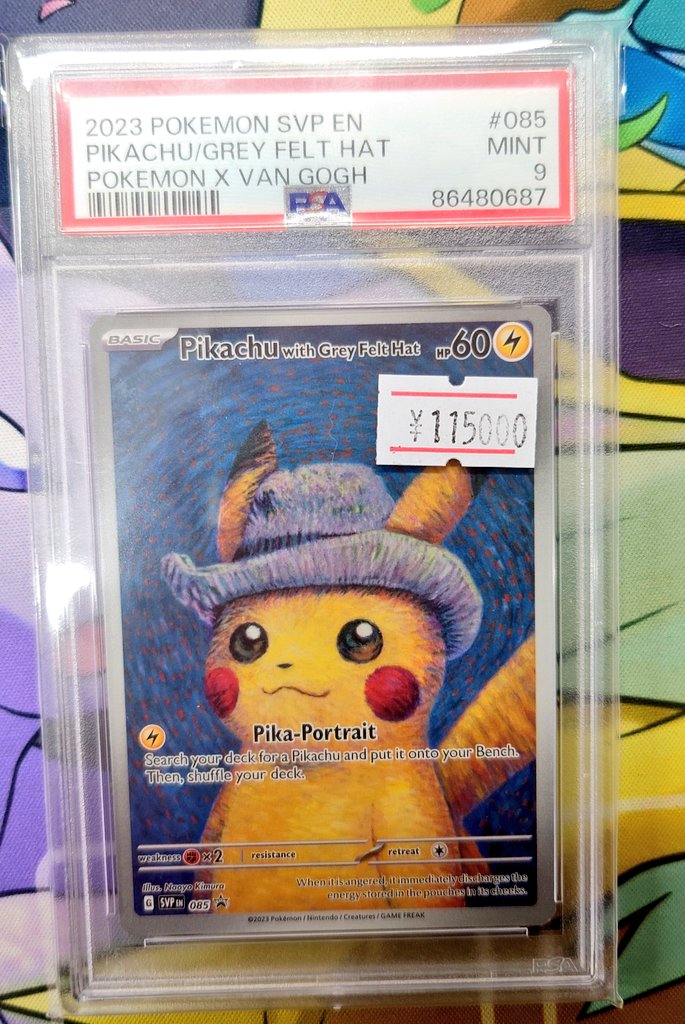 2023 POKEMON SVP EN #085
PIKACHU/GREY FELT HAT MINT
POKEMON X VAN GOGH 9
PSA 86480687
BASIC Pikachu with Grey Felt Hat HP60
¥115000
Pika-Portrait
Search your deck for a Pikachu and put it onto your Bench.
Then, shuffle your deck.
weakness ×2 resistance retreat
Illus. Naoyo Kimura
When it is angered, it immediately discharges the
energy stored in the pouches in its cheeks.
G SVP EN 085
©2023 Pokémon / Nintendo / Creatures / GAME FREAK
PSA